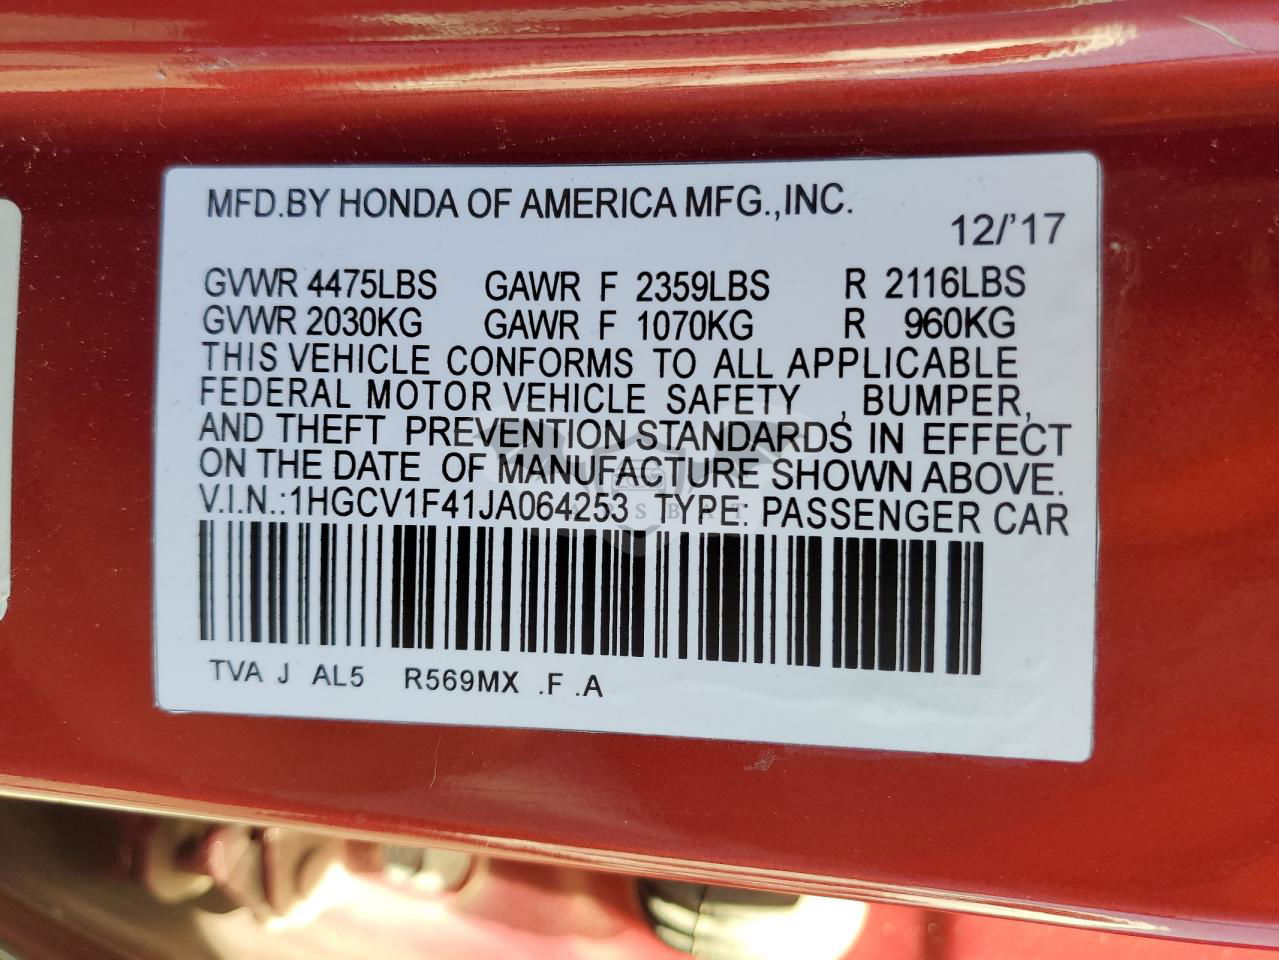 MFD.BY HONDA OF AMERICA MFG.,INC.
12/'17
GVWR 4475LBS GAWR F 2359LBS R 2116LBS
GVWR 2030KG GAWR F 1070KG R 960KG
THIS VEHICLE CONFORMS TO ALL APPLICABLE
FEDERAL MOTOR VEHICLE SAFETY , BUMPER,
AND THEFT PREVENTION STANDARDS IN EFFECT
ON THE DATE OF MANUFACTURE SHOWN ABOVE.
V.I.N.:1HGCV1F41JA064253 TYPE: PASSENGER CAR
TVA J AL5 R569MX .F .A